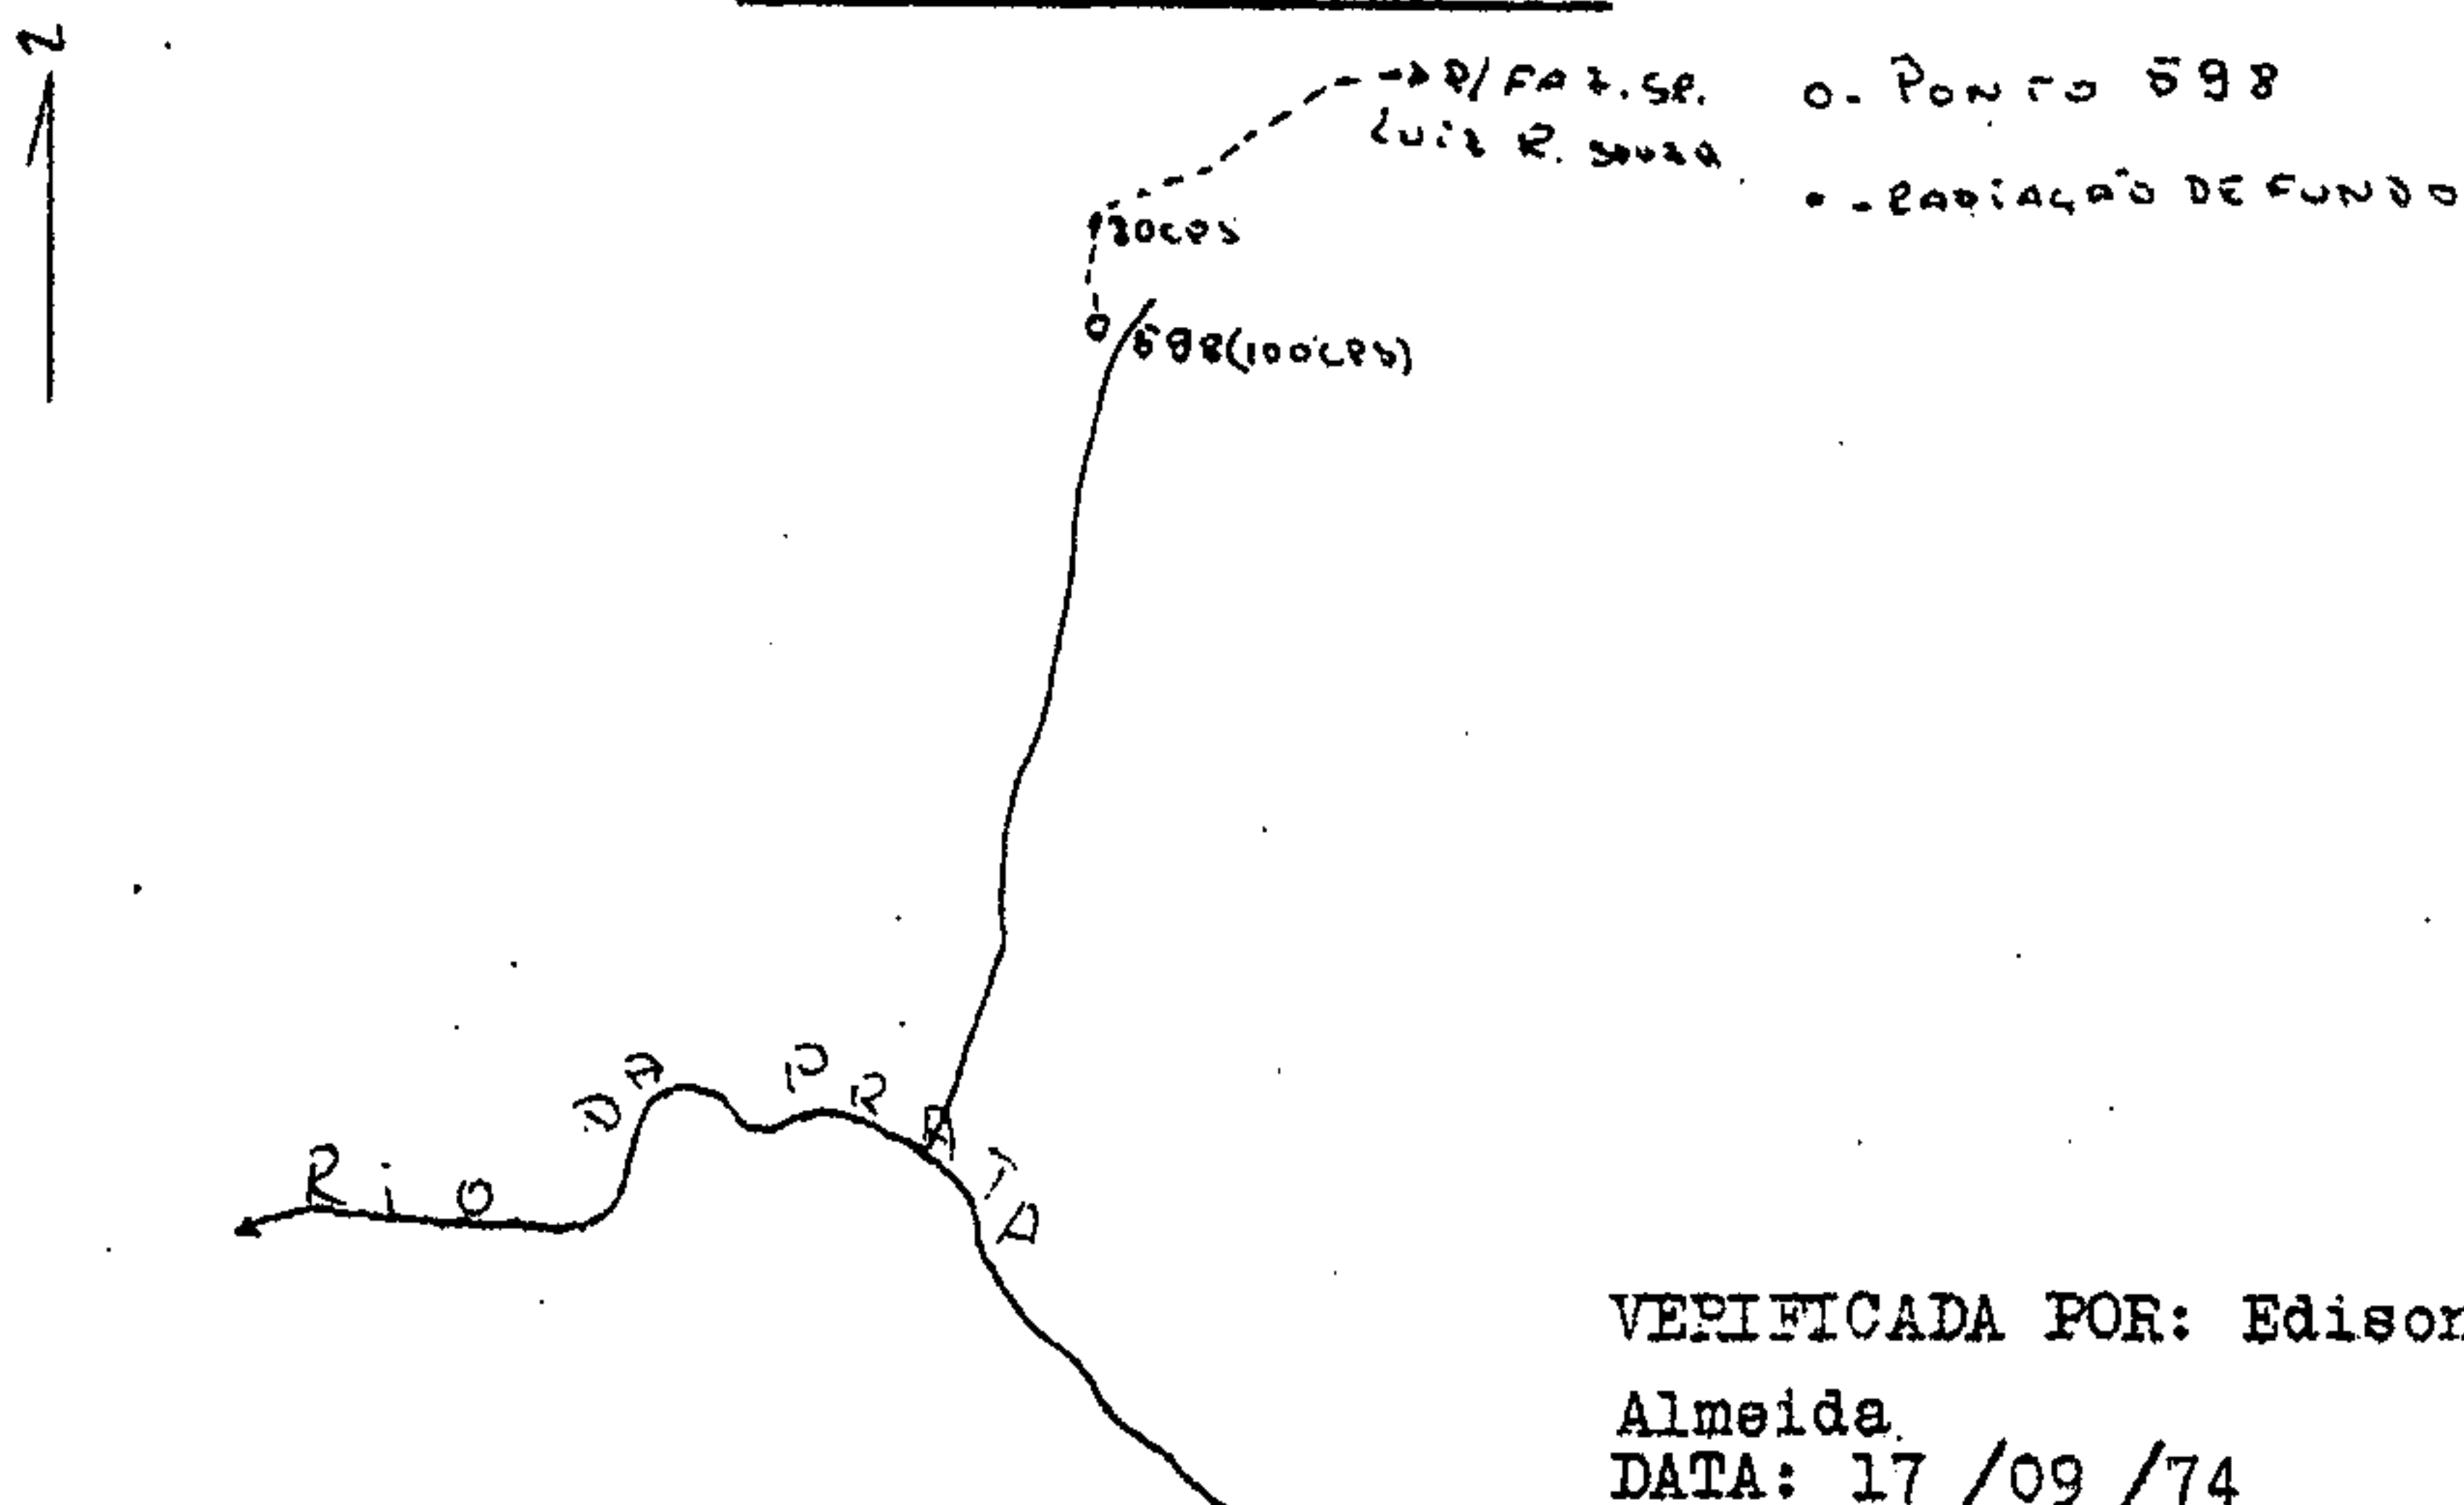 N
P/FAZ. SR.
LUiZ R. SOUZA
o - PONTO 598
• - RADiAÇÃO DE FUNDO
598(100CPS)
Rio DA PRATA
VERIFICADA POR: Edison
Almeida
DATA: 17 /09 /74